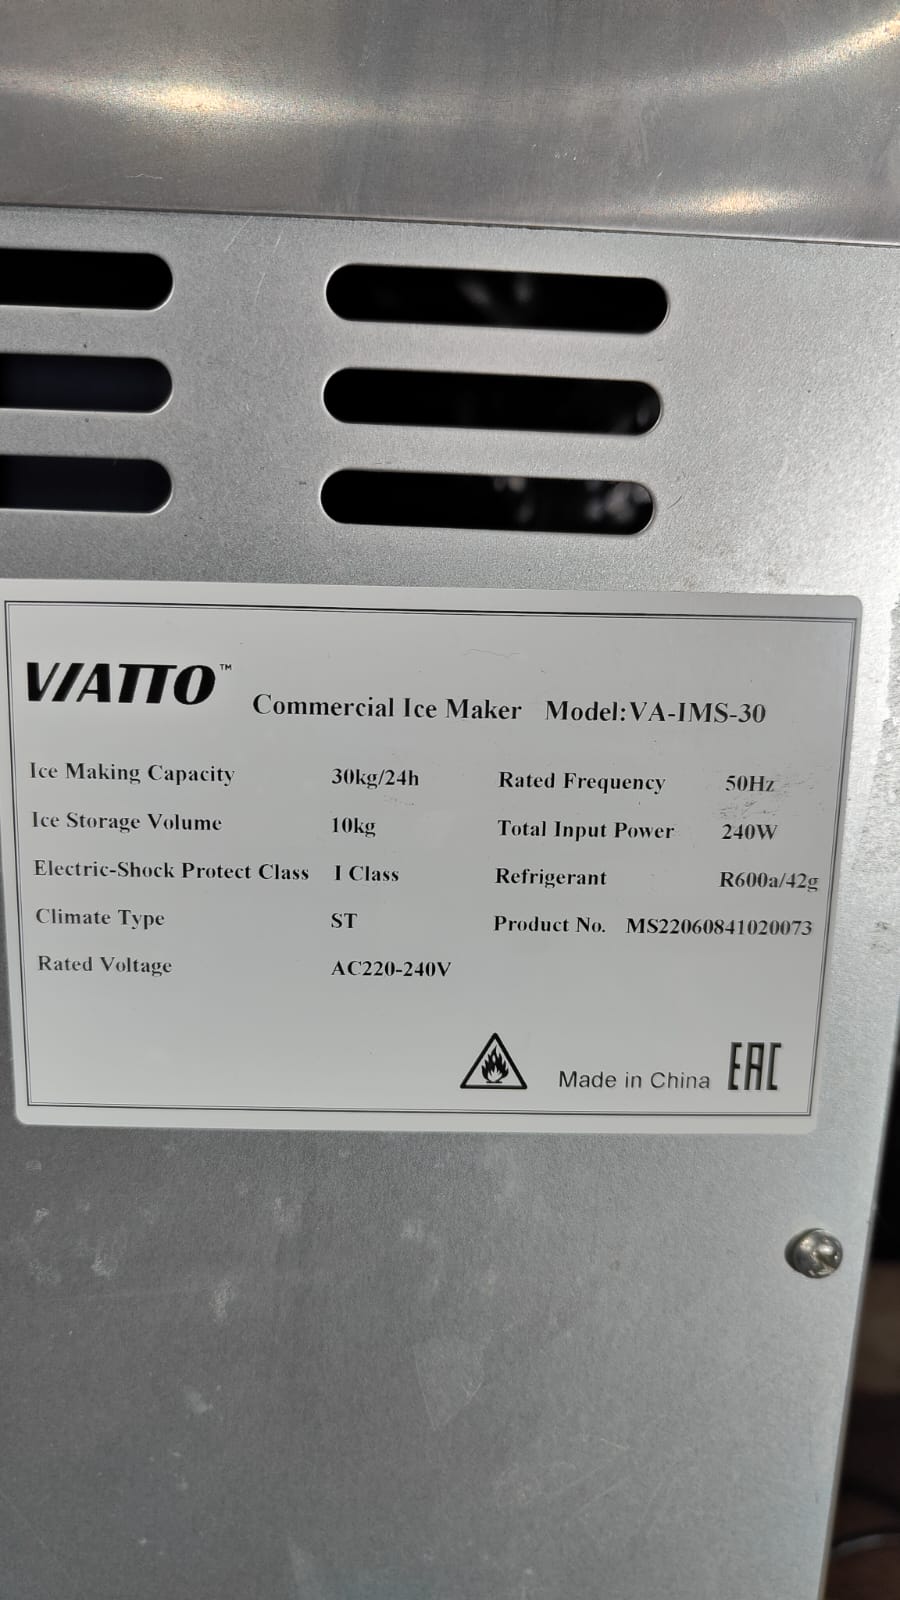 VIATTO™ Commercial Ice Maker Model:VA-IMS-30
Ice Making Capacity 30kg/24h Rated Frequency 50Hz
Ice Storage Volume 10kg Total Input Power 240W
Electric-Shock Protect Class I Class Refrigerant R600a/42g
Climate Type ST Product No. MS22060841020073
Rated Voltage AC220-240V
Made in China EAC